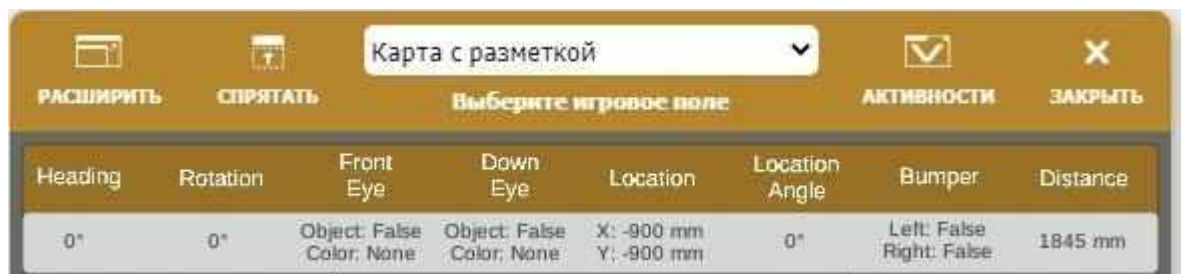 Карта с разметкой
РАСШИРИТЬ СПРЯТАТЬ Выберите игровое поле АКТИВНОСТИ ЗАКРЫТЬ
Heading Rotation Front Eye Down Eye Location Location Angle Bumper Distance
0° 0° Object: False Object: False X: -900 mm 0° Left: False 1845 mm
Color: None Color: None Y: -900 mm Right: False